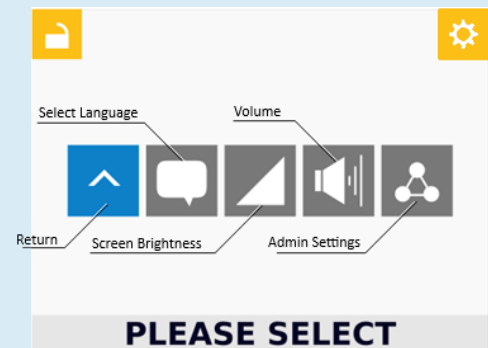 Select Language
Volume
Return
Screen Brightness
Admin Settings
PLEASE SELECT